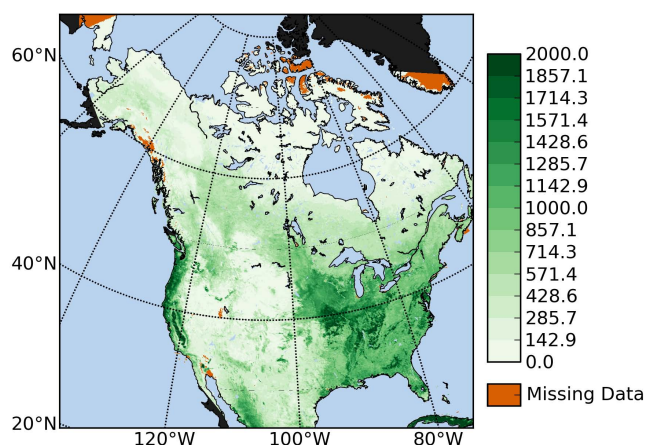 60°N
40°N
20°N
120°W
100°W
80°W
2000.0
1857.1
1714.3
1571.4
1428.6
1285.7
1142.9
1000.0
857.1
714.3
571.4
428.6
285.7
142.9
0.0
Missing Data